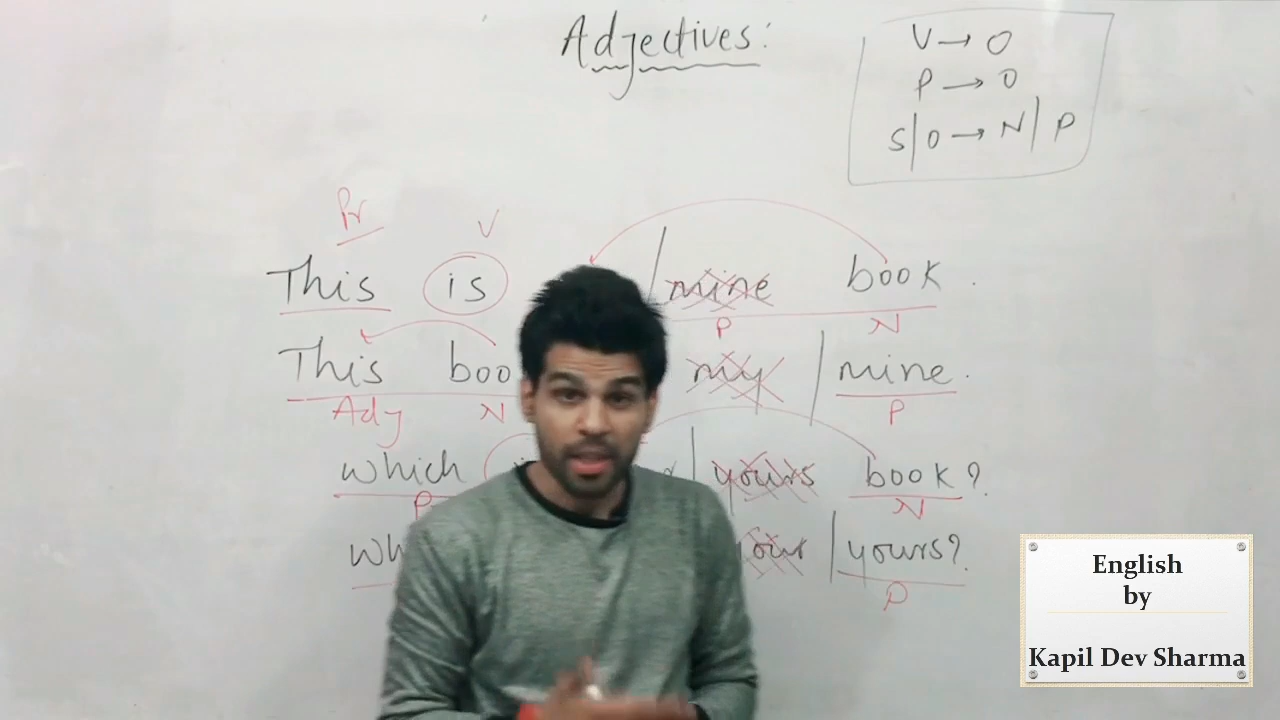 Adjectives:
V → O
P → O
S|O → N|P
Pr V
This is /mine book.
P N
This my /mine.
Adj N P
which /yours book?
P N
/yours?
P
English
by
Kapil Dev Sharma